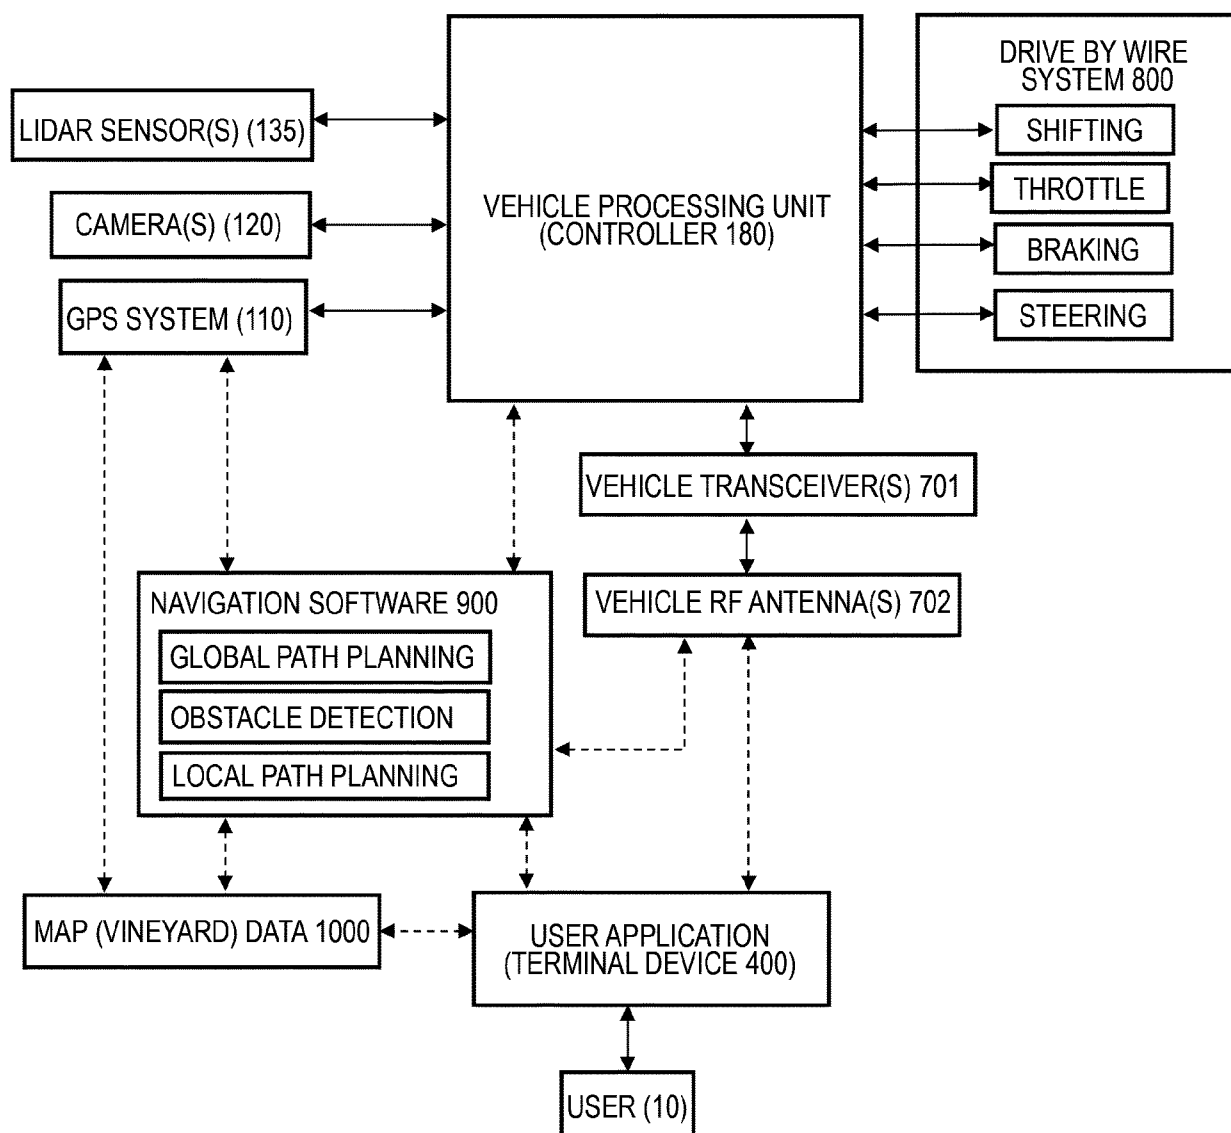 DRIVE BY WIRE
SYSTEM 800
LIDAR SENSOR(S) (135)
SHIFTING
THROTTLE
CAMERA(S) (120)
VEHICLE PROCESSING UNIT
(CONTROLLER 180)
BRAKING
GPS SYSTEM (110)
STEERING
VEHICLE TRANSCEIVER(S) 701
NAVIGATION SOFTWARE 900
VEHICLE RF ANTENNA(S) 702
GLOBAL PATH PLANNING
OBSTACLE DETECTION
LOCAL PATH PLANNING
MAP (VINEYARD) DATA 1000
USER APPLICATION
(TERMINAL DEVICE 400)
USER (10)